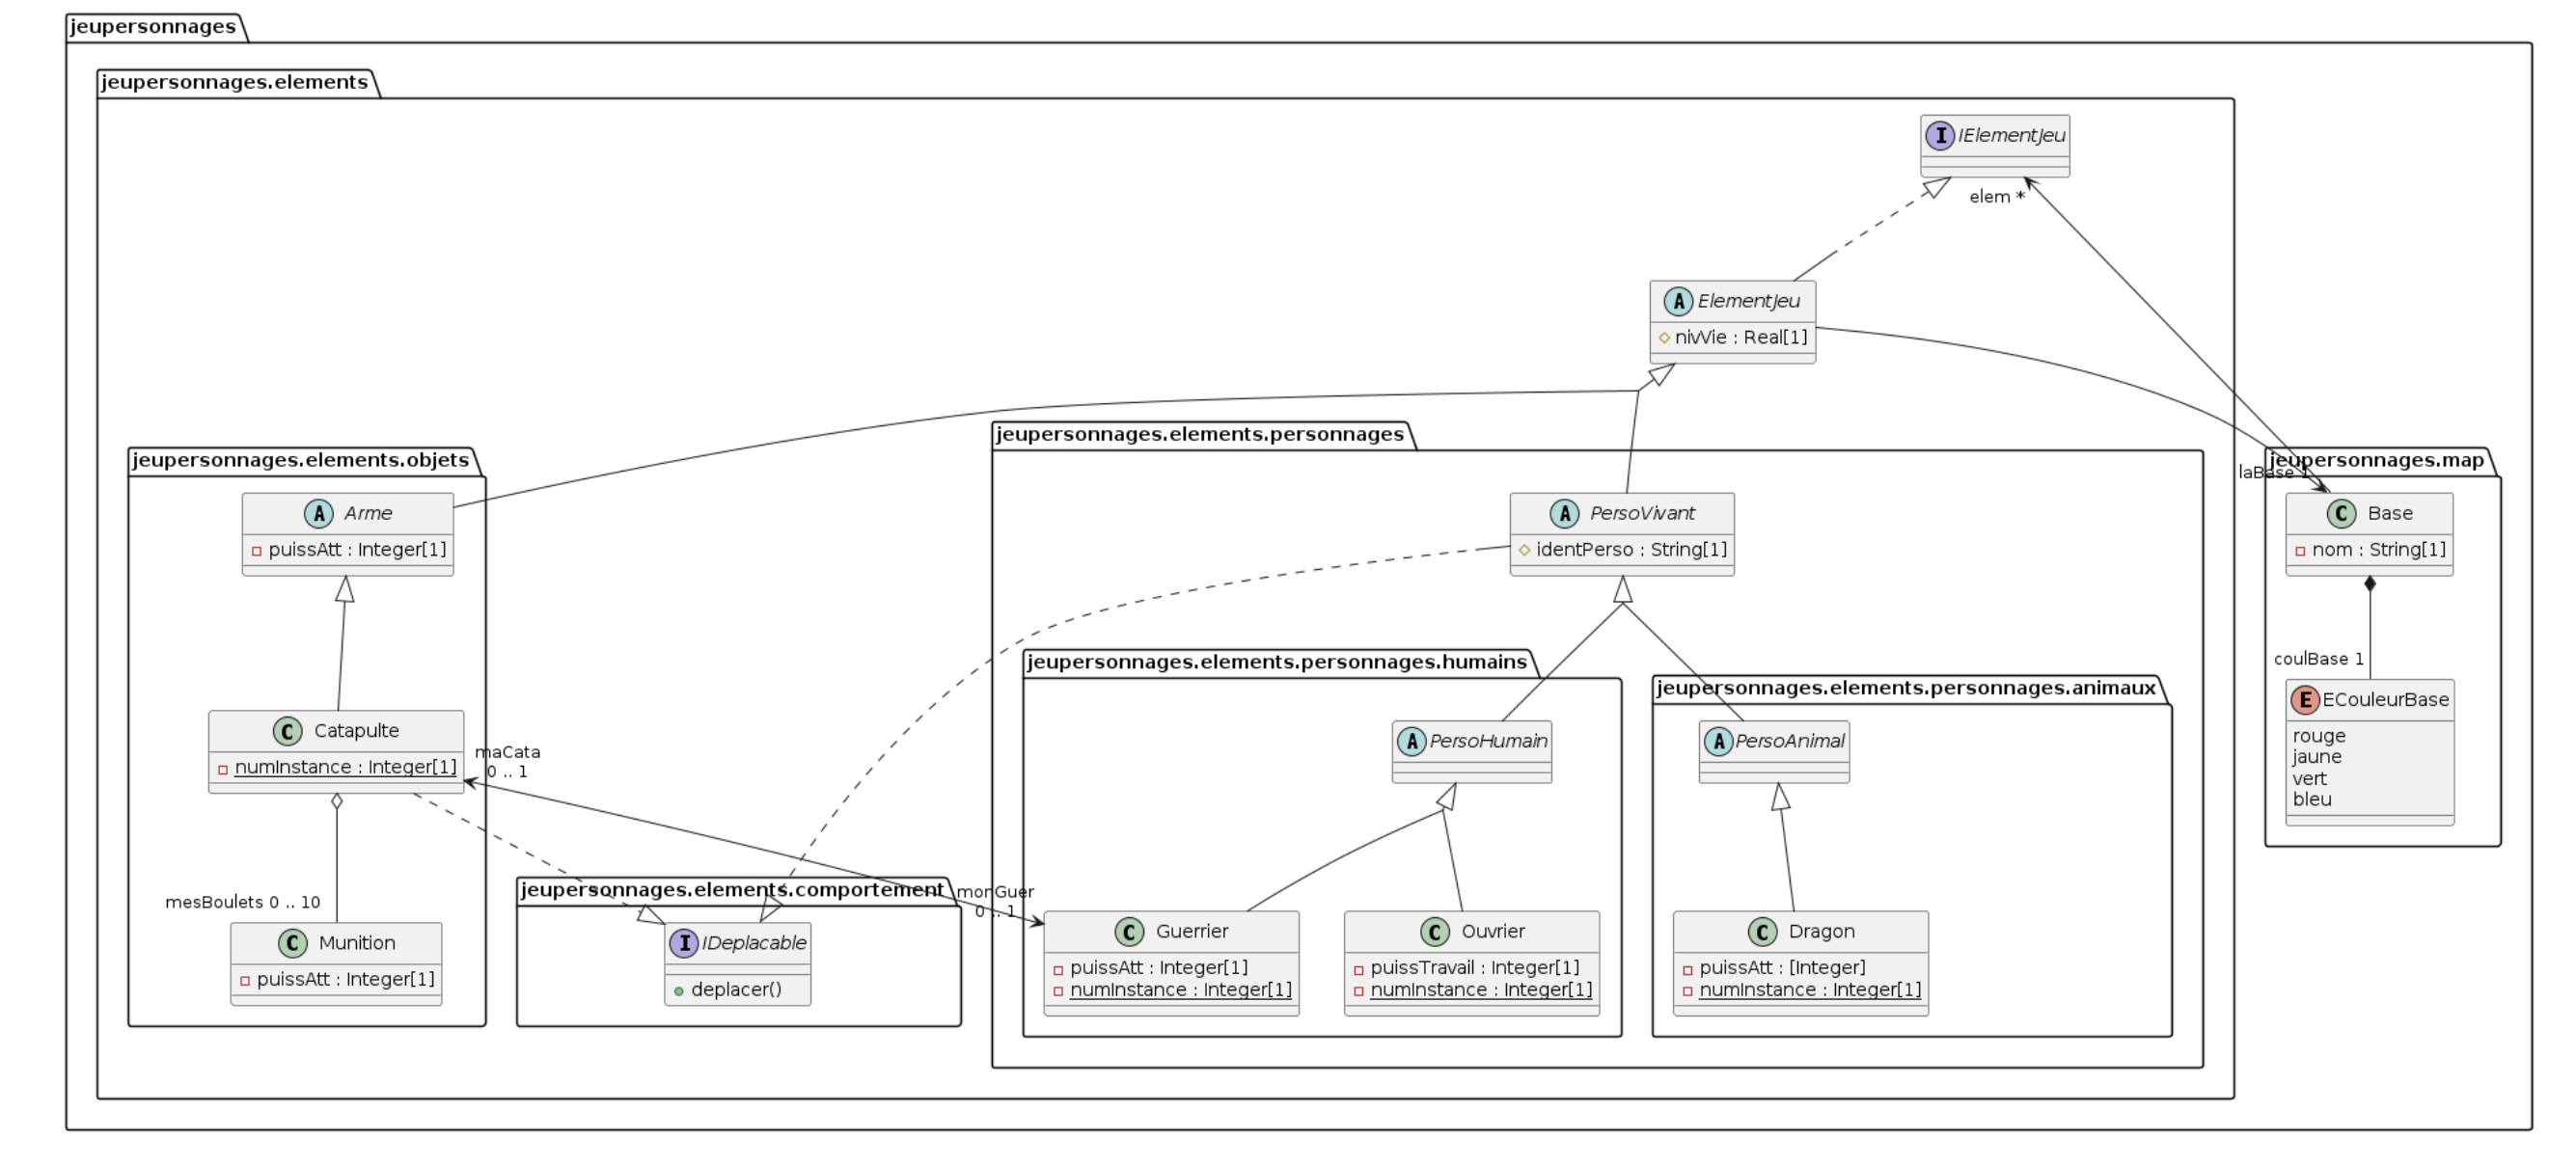 jeupersonnages
jeupersonnages.elements
I IElementJeu
elem *
A ElementJeu
nivVie : Real[1]
jeupersonnages.elements.personnages
jeupersonnages.elements.objets
jeupersonnages.map
laBase 1
A Arme
puissAtt : Integer[1]
A PersoVivant
identPerso : String[1]
C Base
nom : String[1]
jeupersonnages.elements.personnages.humains
coulBase 1
jeupersonnages.elements.personnages.animaux
E ECouleurBase
rouge
jaune
vert
bleu
C Catapulte
numInstance : Integer[1]
maCata
0 .. 1
A PersoHumain
A PersoAnimal
jeupersonnages.elements.comportement
monGuer
0 .. 1
mesBoulets 0 .. 10
C Munition
puissAtt : Integer[1]
I IDeplacable
deplacer()
C Guerrier
puissAtt : Integer[1]
numInstance : Integer[1]
C Ouvrier
puissTravail : Integer[1]
numInstance : Integer[1]
C Dragon
puissAtt : [Integer]
numInstance : Integer[1]